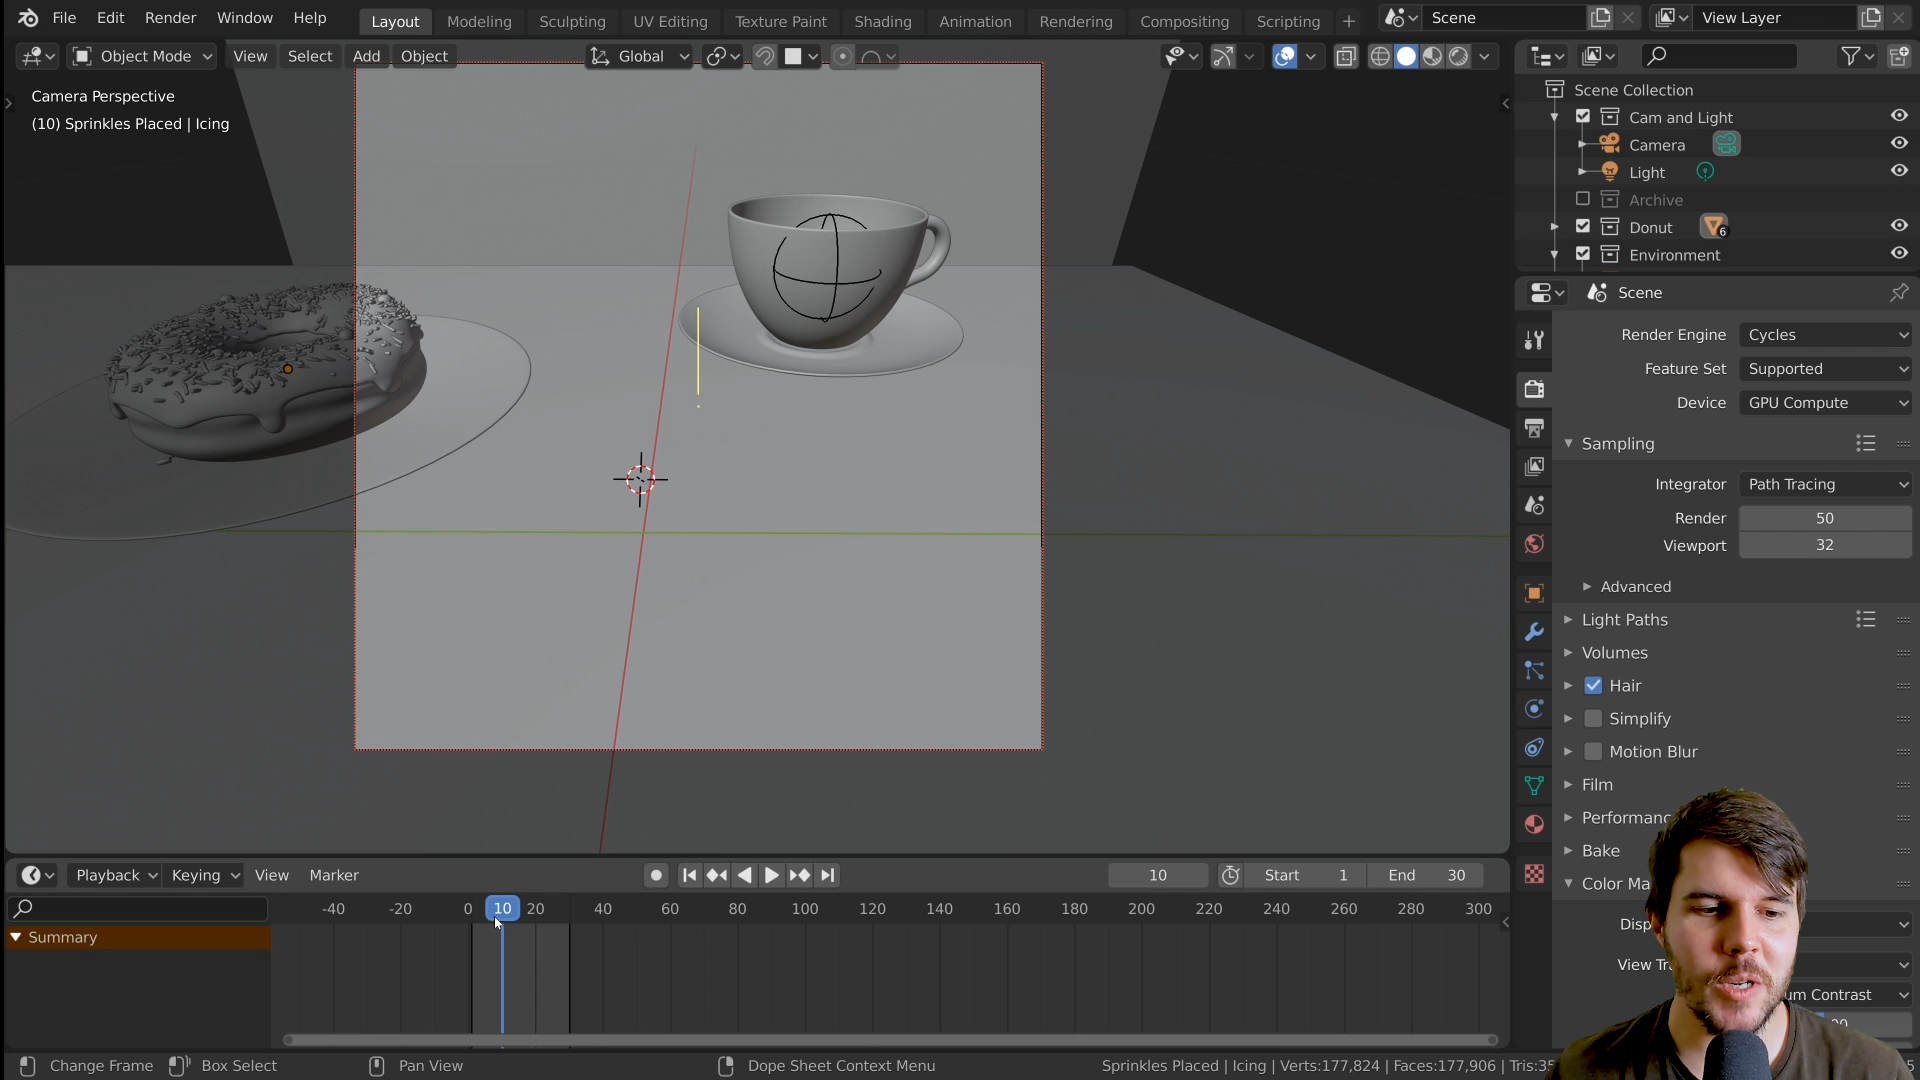 File Edit Render Window Help Layout Modeling Sculpting UV Editing Texture Paint Shading Animation Rendering Compositing Scripting + Scene View Layer
Object Mode View Select Add Object Global
Camera Perspective
(10) Sprinkles Placed | Icing
Scene Collection
Cam and Light
Camera
Light
Archive
Donut 6
Environment
Scene
Render Engine Cycles
Feature Set Supported
Device GPU Compute
Sampling
Integrator Path Tracing
Render 50
Viewport 32
Advanced
Light Paths
Volumes
Hair
Simplify
Motion Blur
Film
Bake
Playback Keying View Marker 10 Start 1 End 30
-40 -20 0 10 20 40 60 80 100 120 140 160 180 200 220 240 260 280 300
Summary
Contrast
Change Frame Box Select Pan View Dope Sheet Context Menu Sprinkles Placed | Icing | Verts:177,824 | Faces:177,906 | Tris:35